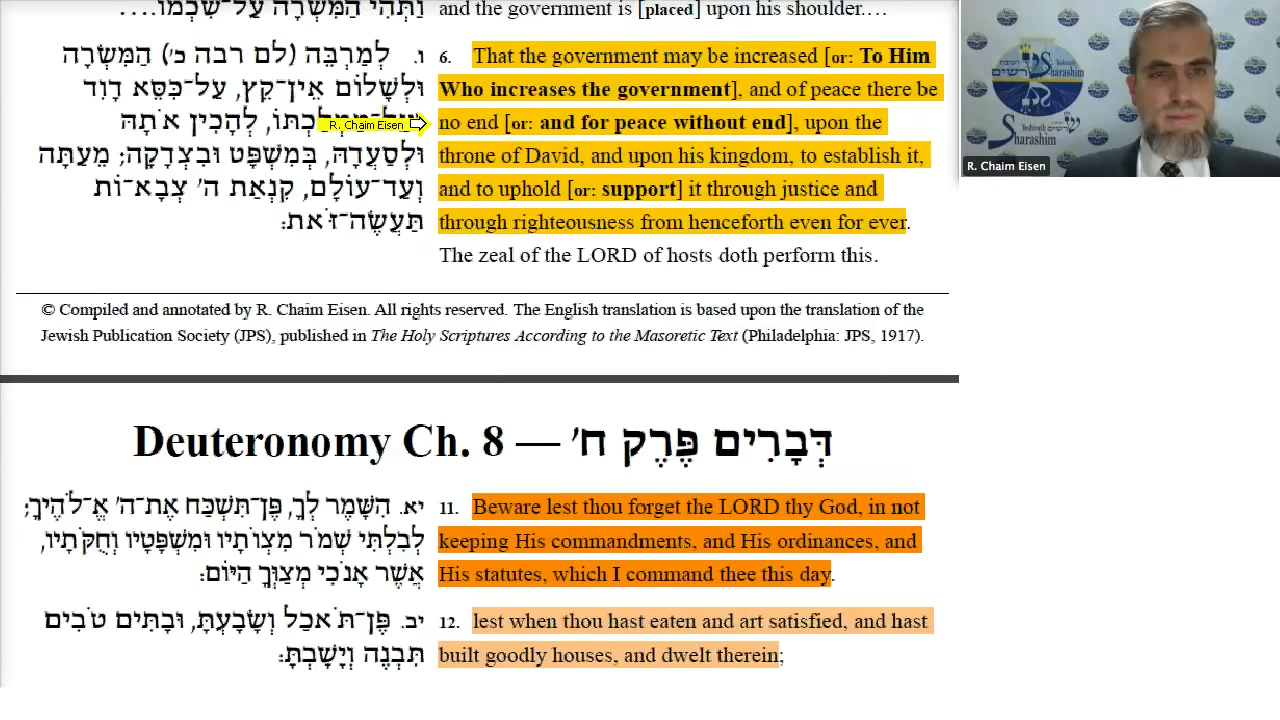 וַתְּהִי הַמִּשְׂרָה עַל־שִׁכְמוֹ....
and the government is [placed] upon his shoulder....
ו. לְמַרְבֵּה (לם רבה כ׳) הַמִּשְׂרָה
וּלְשָׁלוֹם אֵין־קֵץ, עַל־כִּסֵּא דָוִד
R. Chaim Eisen
לְהָכִין אֹתָהּ
וּלְסַעֲדָהּ, בְּמִשְׁפָּט וּבִצְדָקָה; מֵעַתָּה
וְעַד־עוֹלָם, קִנְאַת ה׳ צְבָא־וֹת
תַּעֲשֶׂה־זֹּאת:
6. That the government may be increased [or: To Him
Who increases the government], and of peace there be
no end [or: and for peace without end], upon the
throne of David, and upon his kingdom, to establish it,
and to uphold [or: support] it through justice and
through righteousness from henceforth even for ever.
The zeal of the LORD of hosts doth perform this.
© Compiled and annotated by R. Chaim Eisen. All rights reserved. The English translation is based upon the translation of the
Jewish Publication Society (JPS), published in The Holy Scriptures According to the Masoretic Text (Philadelphia: JPS, 1917).
Deuteronomy Ch. 8 — דְּבָרִים פֶּרֶק ח׳
יא. הִשָּׁמֶר לְךָ, פֶּן־תִּשְׁכַּח אֶת־ה׳ אֱ־לֹהֶיךָ;
לְבִלְתִּי שְׁמֹר מִצְוֺתָיו וּמִשְׁפָּטָיו וְחֻקֹּתָיו,
אֲשֶׁר אָנֹכִי מְצַוְּךָ הַיּוֹם:
11. Beware lest thou forget the LORD thy God, in not
keeping His commandments, and His ordinances, and
His statutes, which I command thee this day.
יב. פֶּן־תֹּאכַל וְשָׂבָעְתָּ, וּבָתִּים טֹבִים
תִּבְנֶה וְיָשָׁבְתָּ:
12. lest when thou hast eaten and art satisfied, and hast
built goodly houses, and dwelt therein;
Yeshivath
Sharashim
R. Chaim Eisen